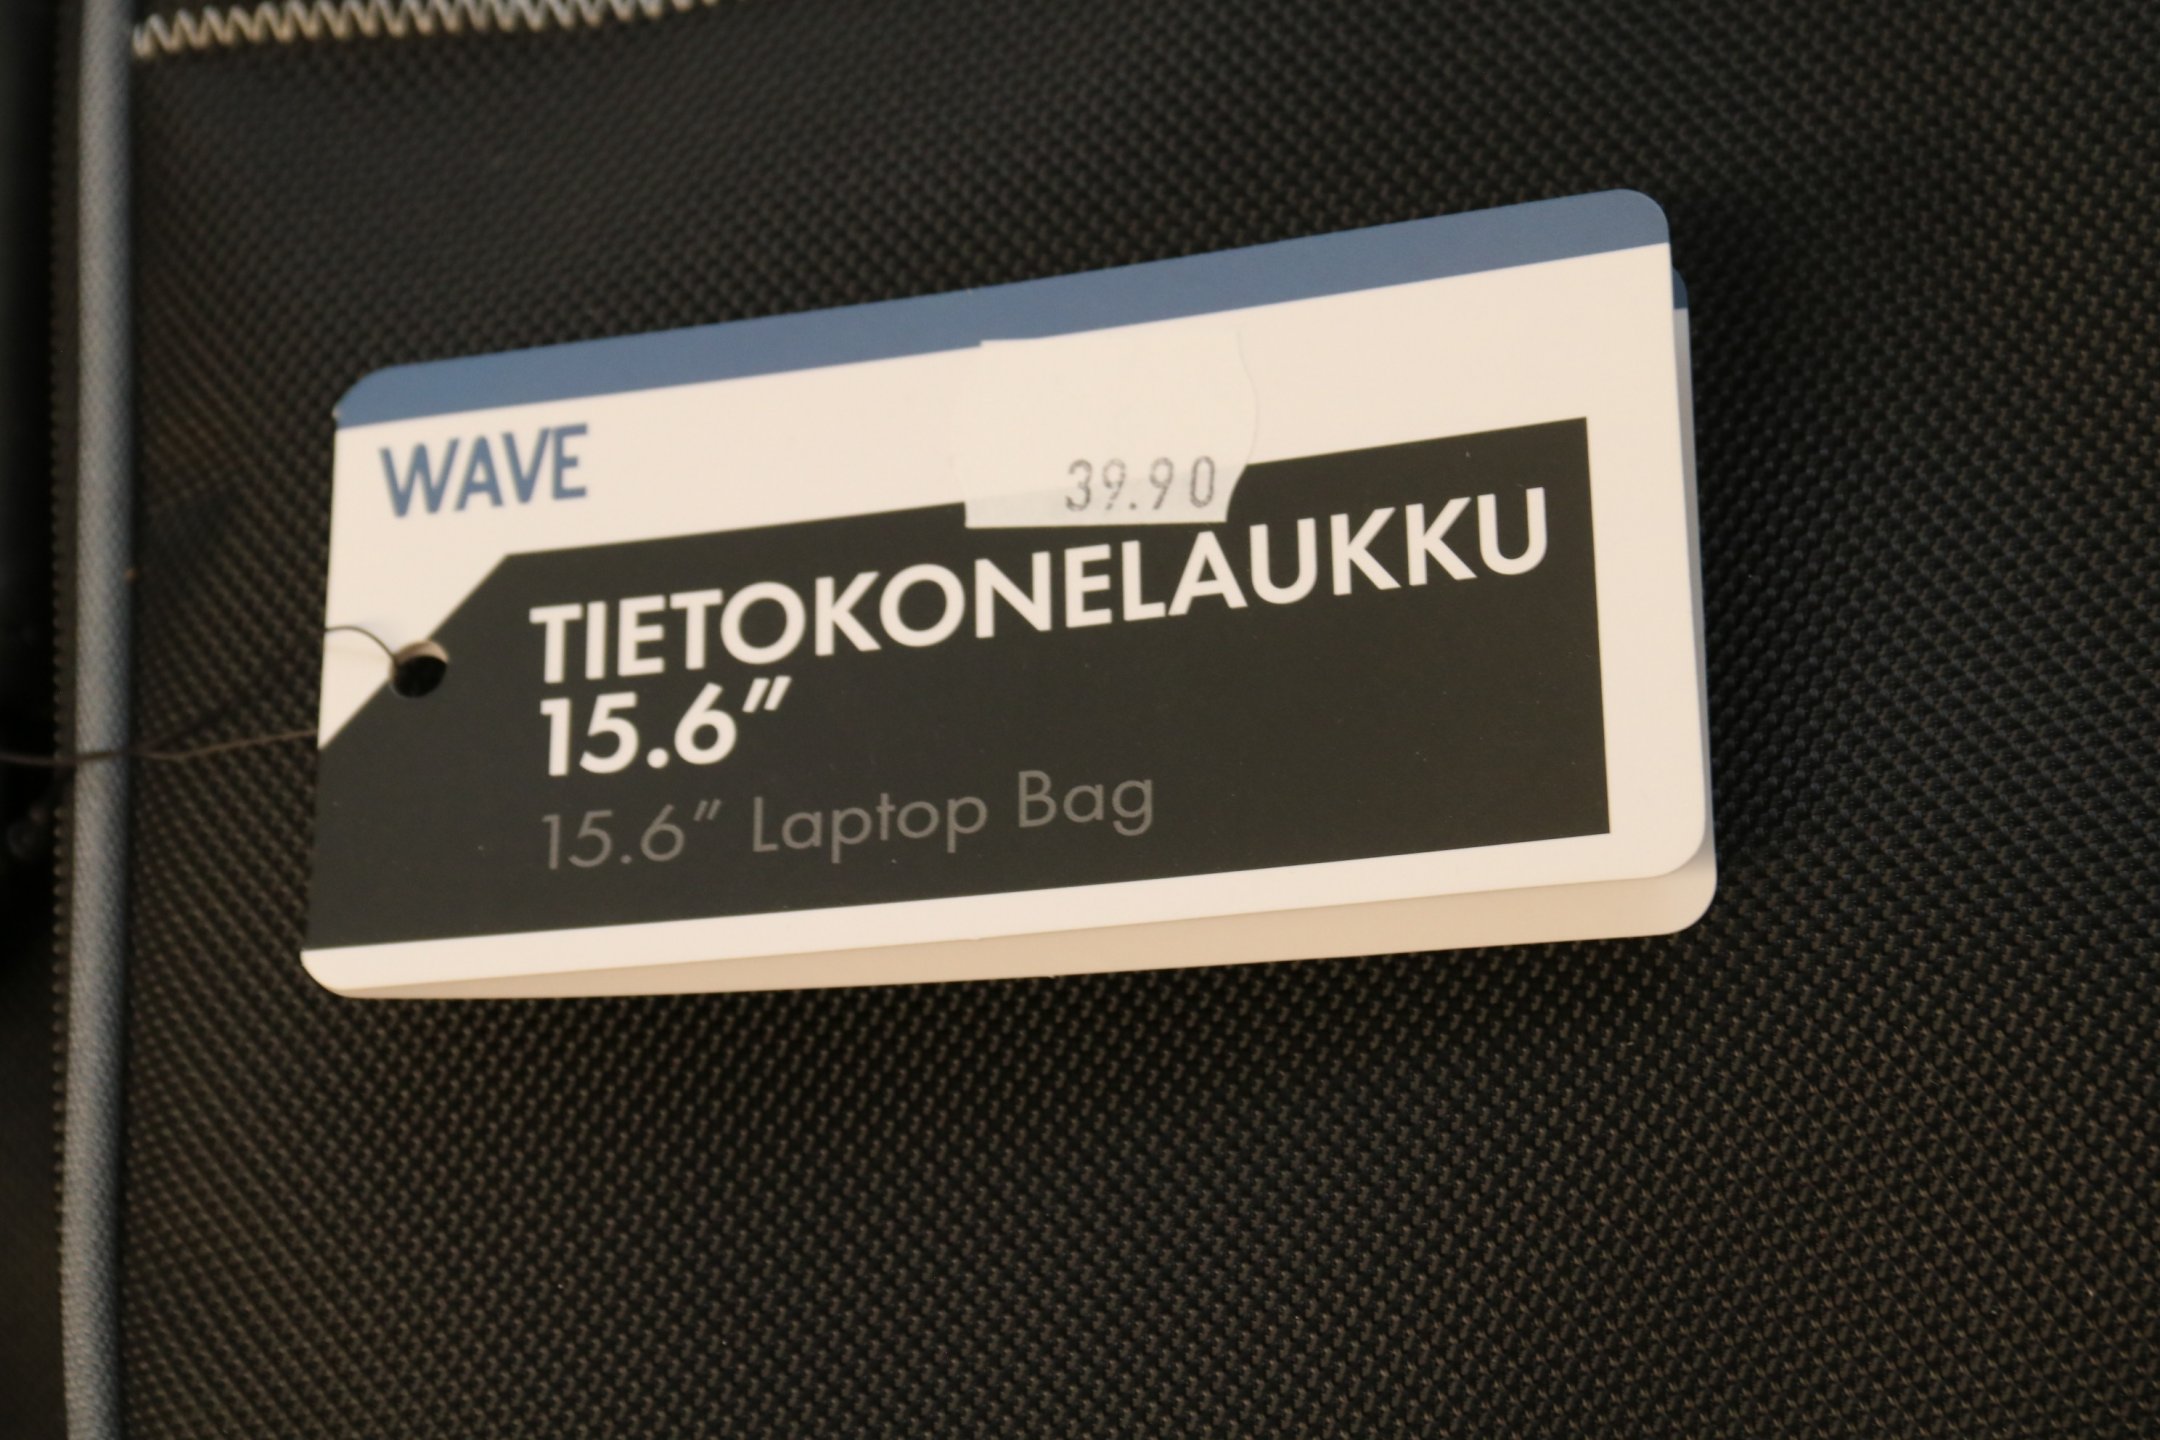 WAVE
39.90
TIETOKONELAUKKU
15.6”
15.6” Laptop Bag